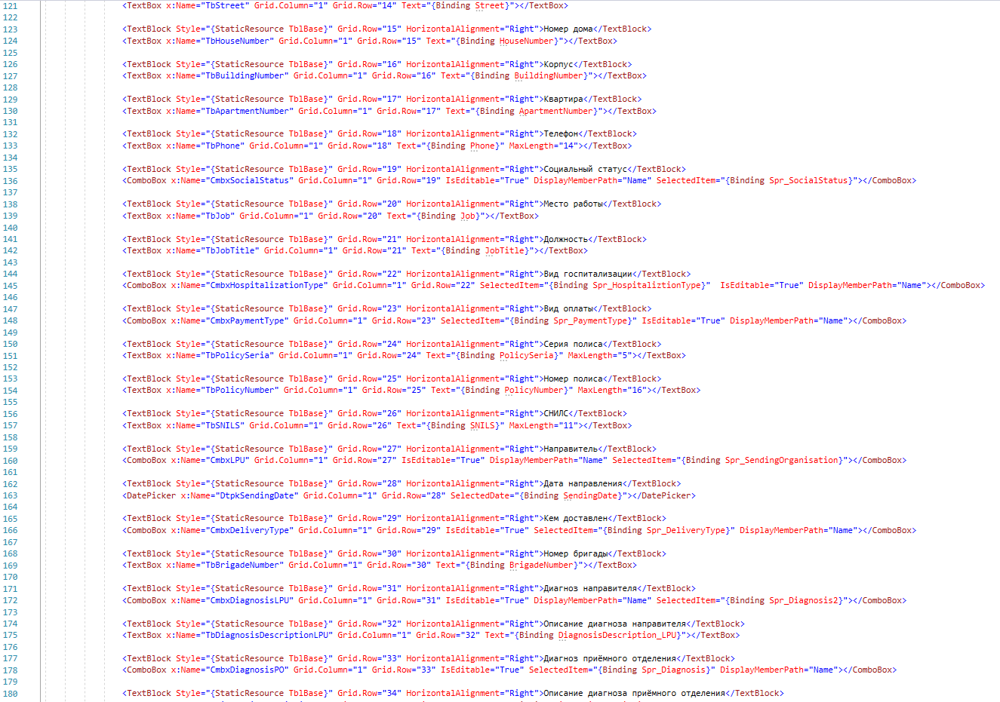 121 <TextBox x:Name="TbStreet" Grid.Column="1" Grid.Row="14" Text="{Binding Street}"></TextBox>
122
123 <TextBlock Style="{StaticResource TblBase}" Grid.Row="15" HorizontalAlignment="Right">Номер дома</TextBlock>
124 <TextBox x:Name="TbHouseNumber" Grid.Column="1" Grid.Row="15" Text="{Binding HouseNumber}"></TextBox>
125
126 <TextBlock Style="{StaticResource TblBase}" Grid.Row="16" HorizontalAlignment="Right">Корпус</TextBlock>
127 <TextBox x:Name="TbBuildingNumber" Grid.Column="1" Grid.Row="16" Text="{Binding BuildingNumber}"></TextBox>
128
129 <TextBlock Style="{StaticResource TblBase}" Grid.Row="17" HorizontalAlignment="Right">Квартира</TextBlock>
130 <TextBox x:Name="TbApartmentNumber" Grid.Column="1" Grid.Row="17" Text="{Binding ApartmentNumber}"></TextBox>
131
132 <TextBlock Style="{StaticResource TblBase}" Grid.Row="18" HorizontalAlignment="Right">Телефон</TextBlock>
133 <TextBox x:Name="TbPhone" Grid.Column="1" Grid.Row="18" Text="{Binding Phone}" MaxLength="14"></TextBox>
134
135 <TextBlock Style="{StaticResource TblBase}" Grid.Row="19" HorizontalAlignment="Right">Социальный статус</TextBlock>
136 <ComboBox x:Name="CmbxSocialStatus" Grid.Column="1" Grid.Row="19" IsEditable="True" DisplayMemberPath="Name" SelectedItem="{Binding Spr_SocialStatus}"></ComboBox>
137
138 <TextBlock Style="{StaticResource TblBase}" Grid.Row="20" HorizontalAlignment="Right">Место работы</TextBlock>
139 <TextBox x:Name="TbJob" Grid.Column="1" Grid.Row="20" Text="{Binding Job}"></TextBox>
140
141 <TextBlock Style="{StaticResource TblBase}" Grid.Row="21" HorizontalAlignment="Right">Должность</TextBlock>
142 <TextBox x:Name="TbJobTitle" Grid.Column="1" Grid.Row="21" Text="{Binding JobTitle}"></TextBox>
143
144 <TextBlock Style="{StaticResource TblBase}" Grid.Row="22" HorizontalAlignment="Right">Вид госпитализации</TextBlock>
145 <ComboBox x:Name="CmbxHospitalizationType" Grid.Column="1" Grid.Row="22" SelectedItem="{Binding Spr_HospitaliztionType}"  IsEditable="True" DisplayMemberPath="Name"></ComboBox>
146
147 <TextBlock Style="{StaticResource TblBase}" Grid.Row="23" HorizontalAlignment="Right">Вид оплаты</TextBlock>
148 <ComboBox x:Name="CmbxPaymentType" Grid.Column="1" Grid.Row="23" SelectedItem="{Binding Spr_PaymentType}" IsEditable="True" DisplayMemberPath="Name"></ComboBox>
149
150 <TextBlock Style="{StaticResource TblBase}" Grid.Row="24" HorizontalAlignment="Right">Серия полиса</TextBlock>
151 <TextBox x:Name="TbPolicySeria" Grid.Column="1" Grid.Row="24" Text="{Binding PolicySeria}" MaxLength="5"></TextBox>
152
153 <TextBlock Style="{StaticResource TblBase}" Grid.Row="25" HorizontalAlignment="Right">Номер полиса</TextBlock>
154 <TextBox x:Name="TbPolicyNumber" Grid.Column="1" Grid.Row="25" Text="{Binding PolicyNumber}" MaxLength="16"></TextBox>
155
156 <TextBlock Style="{StaticResource TblBase}" Grid.Row="26" HorizontalAlignment="Right">СНИЛС</TextBlock>
157 <TextBox x:Name="TbSNILS" Grid.Column="1" Grid.Row="26" Text="{Binding SNILS}" MaxLength="11"></TextBox>
158
159 <TextBlock Style="{StaticResource TblBase}" Grid.Row="27" HorizontalAlignment="Right">Направитель</TextBlock>
160 <ComboBox x:Name="CmbxLPU" Grid.Column="1" Grid.Row="27" IsEditable="True" DisplayMemberPath="Name" SelectedItem="{Binding Spr_SendingOrganisation}"></ComboBox>
161
162 <TextBlock Style="{StaticResource TblBase}" Grid.Row="28" HorizontalAlignment="Right">Дата направления</TextBlock>
163 <DatePicker x:Name="DtpkSendingDate" Grid.Column="1" Grid.Row="28" SelectedDate="{Binding SendingDate}"></DatePicker>
164
165 <TextBlock Style="{StaticResource TblBase}" Grid.Row="29" HorizontalAlignment="Right">Кем доставлен</TextBlock>
166 <ComboBox x:Name="CmbxDeliveryType" Grid.Column="1" Grid.Row="29" IsEditable="True" SelectedItem="{Binding Spr_DeliveryType}" DisplayMemberPath="Name"></ComboBox>
167
168 <TextBlock Style="{StaticResource TblBase}" Grid.Row="30" HorizontalAlignment="Right">Номер бригады</TextBlock>
169 <TextBox x:Name="TbBrigadeNumber" Grid.Column="1" Grid.Row="30" Text="{Binding BrigadeNumber}"></TextBox>
170
171 <TextBlock Style="{StaticResource TblBase}" Grid.Row="31" HorizontalAlignment="Right">Диагноз направителя</TextBlock>
172 <ComboBox x:Name="CmbxDiagnosisLPU" Grid.Column="1" Grid.Row="31" IsEditable="True" DisplayMemberPath="Name" SelectedItem="{Binding Spr_Diagnosis2}"></ComboBox>
173
174 <TextBlock Style="{StaticResource TblBase}" Grid.Row="32" HorizontalAlignment="Right">Описание диагноза направителя</TextBlock>
175 <TextBox x:Name="TbDiagnosisDescriptionLPU" Grid.Column="1" Grid.Row="32" Text="{Binding DiagnosisDescription_LPU}"></TextBox>
176
177 <TextBlock Style="{StaticResource TblBase}" Grid.Row="33" HorizontalAlignment="Right">Диагноз приёмного отделения</TextBlock>
178 <ComboBox x:Name="CmbxDiagnosisPO" Grid.Column="1" Grid.Row="33" IsEditable="True" SelectedItem="{Binding Spr_Diagnosis}" DisplayMemberPath="Name"></ComboBox>
179
180 <TextBlock Style="{StaticResource TblBase}" Grid.Row="34" HorizontalAlignment="Right">Описание диагноза приёмного отделения</TextBlock>